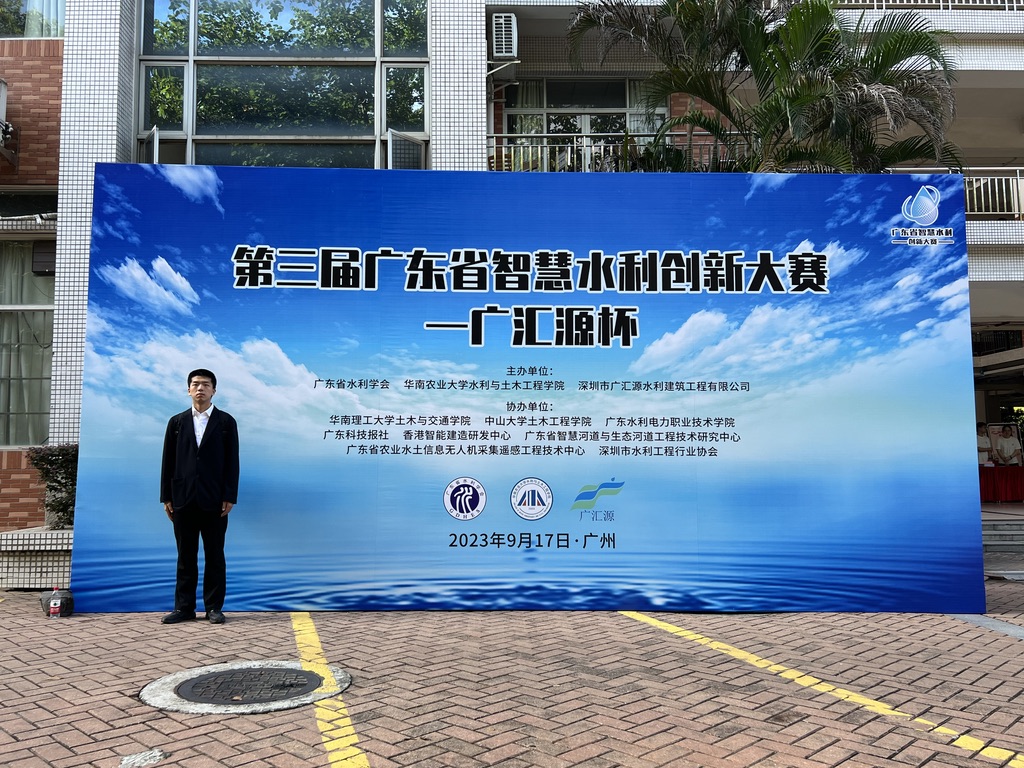 广东省智慧水利
创新大赛
第三届广东省智慧水利创新大赛
—广汇源杯
主办单位：
广东省水利学会 华南农业大学水利与土木工程学院 深圳市广汇源水利建筑工程有限公司
协办单位：
华南理工大学土木与交通学院 中山大学土木工程学院 广东水利电力职业技术学院
广东科技报社 香港智能建造研发中心 广东省智慧河道与生态河道工程技术研究中心
广东省农业水土信息无人机采集遥感工程技术中心 深圳市水利工程行业协会
GDHES
广汇源
2023年9月17日·广州